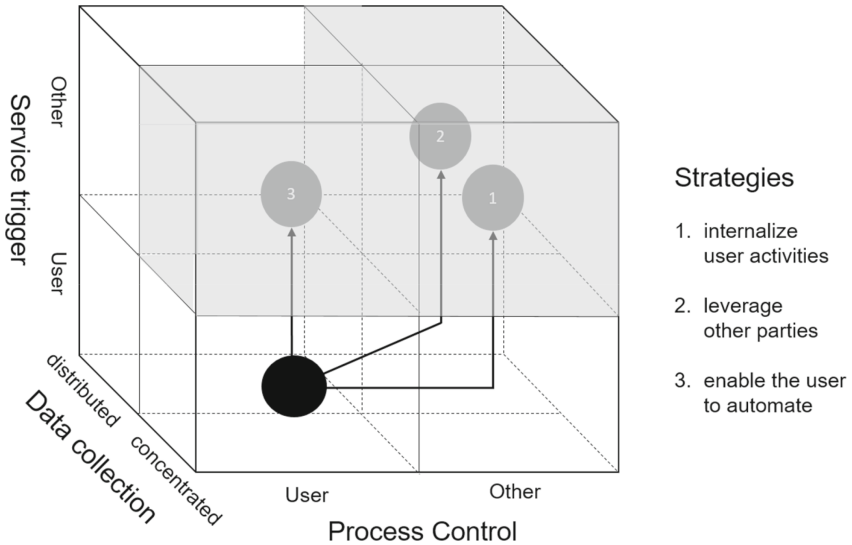 Service trigger
Other
User
2
3
1
distributed
concentrated
Data collection
User
Other
Process Control
Strategies
1. internalize
user activities
2. leverage
other parties
3. enable the user
to automate